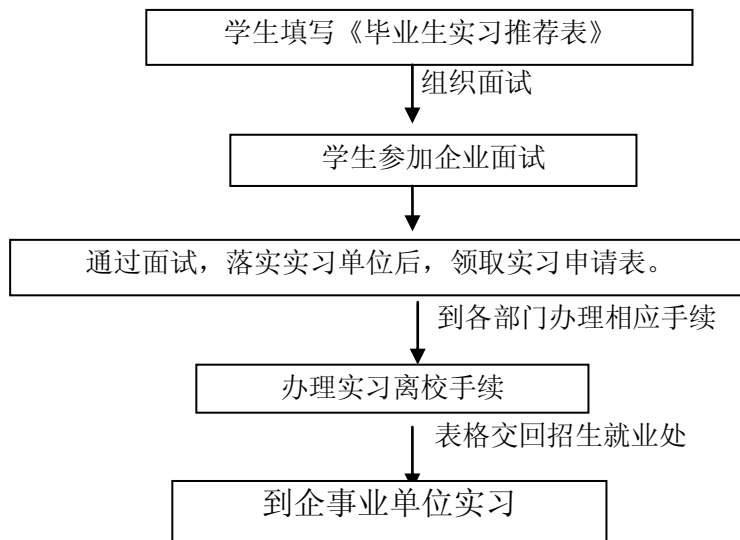 学生填写《毕业生实习推荐表》
组织面试
学生参加企业面试
通过面试，落实实习单位后，领取实习申请表。
到各部门办理相应手续
办理实习离校手续
表格交回招生就业处
到企事业单位实习